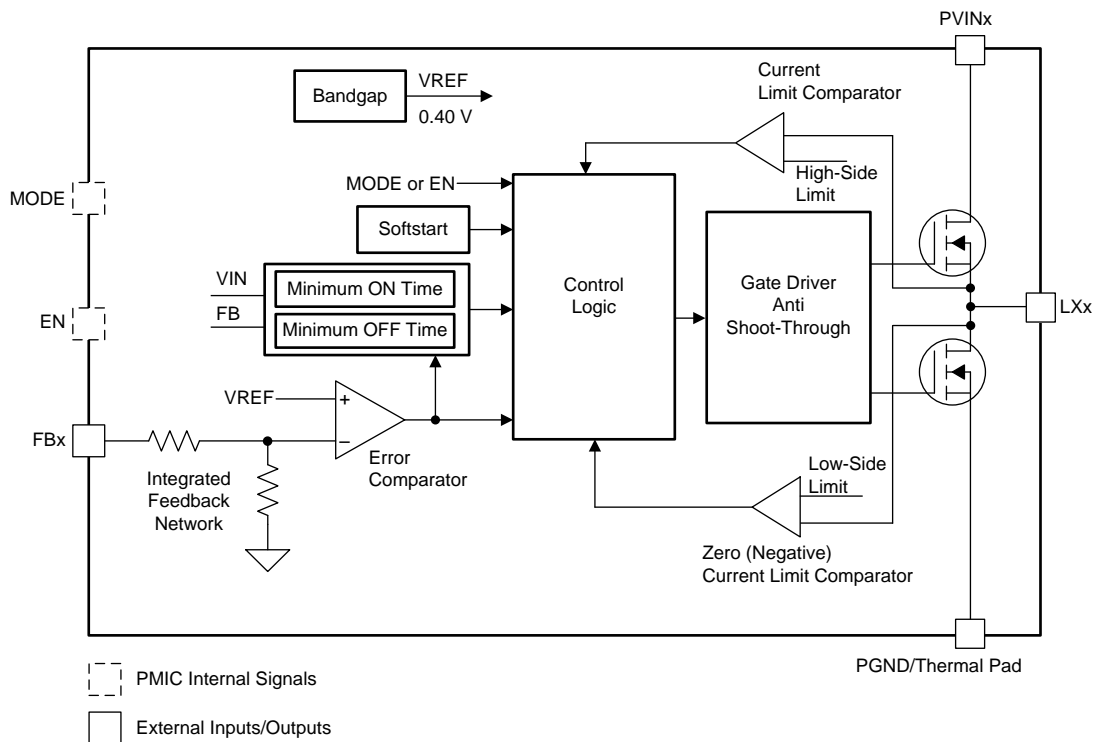 PVINx
Bandgap
VREF
0.40 V
Current
Limit Comparator
MODE
MODE or EN
High-Side
Limit
Softstart
VIN
FB
Minimum ON Time
Minimum OFF Time
Control
Logic
Gate Driver
Anti
Shoot-Through
EN
LXx
VREF
+
−
FBx
Error
Comparator
Integrated
Feedback
Network
Low-Side
Limit
Zero (Negative)
Current Limit Comparator
PGND/Thermal Pad
PMIC Internal Signals
External Inputs/Outputs